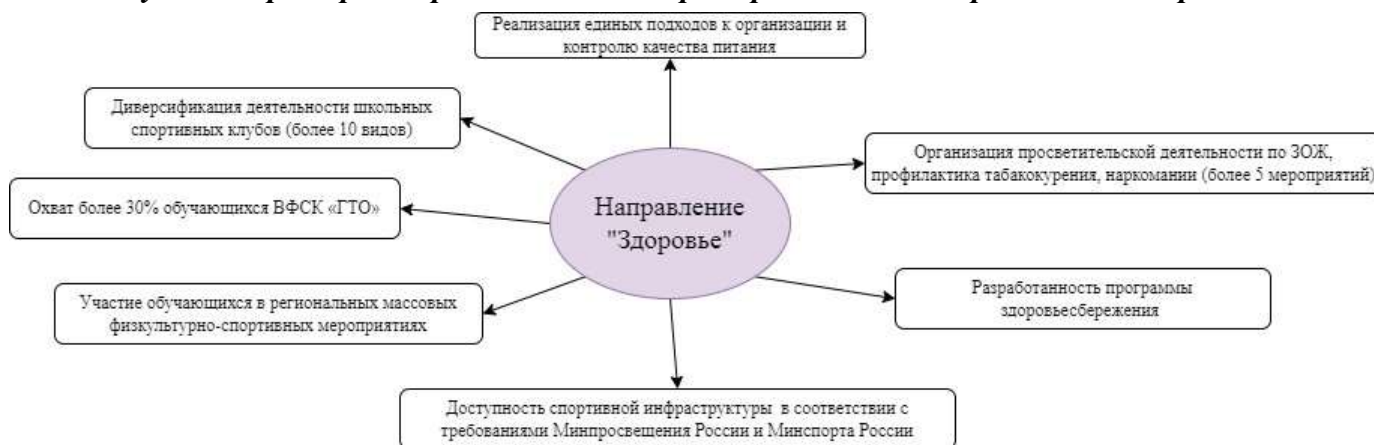 Реализация единых подходов к организации и
контролю качества питания
Диверсификация деятельности школьных
спортивных клубов (более 10 видов)
Организация просветительской деятельности по ЗОЖ,
профилактика табакокурения, наркомании (более 5 мероприятий)
Охват более 30% обучающихся ВФСК «ГТО»
Направление
"Здоровье"
Участие обучающихся в региональных массовых
физкультурно-спортивных мероприятиях
Разработанность программы
здоровьесбережения
Доступность спортивной инфраструктуры в соответствии с
требованиями Минпросвещения России и Минспорта России